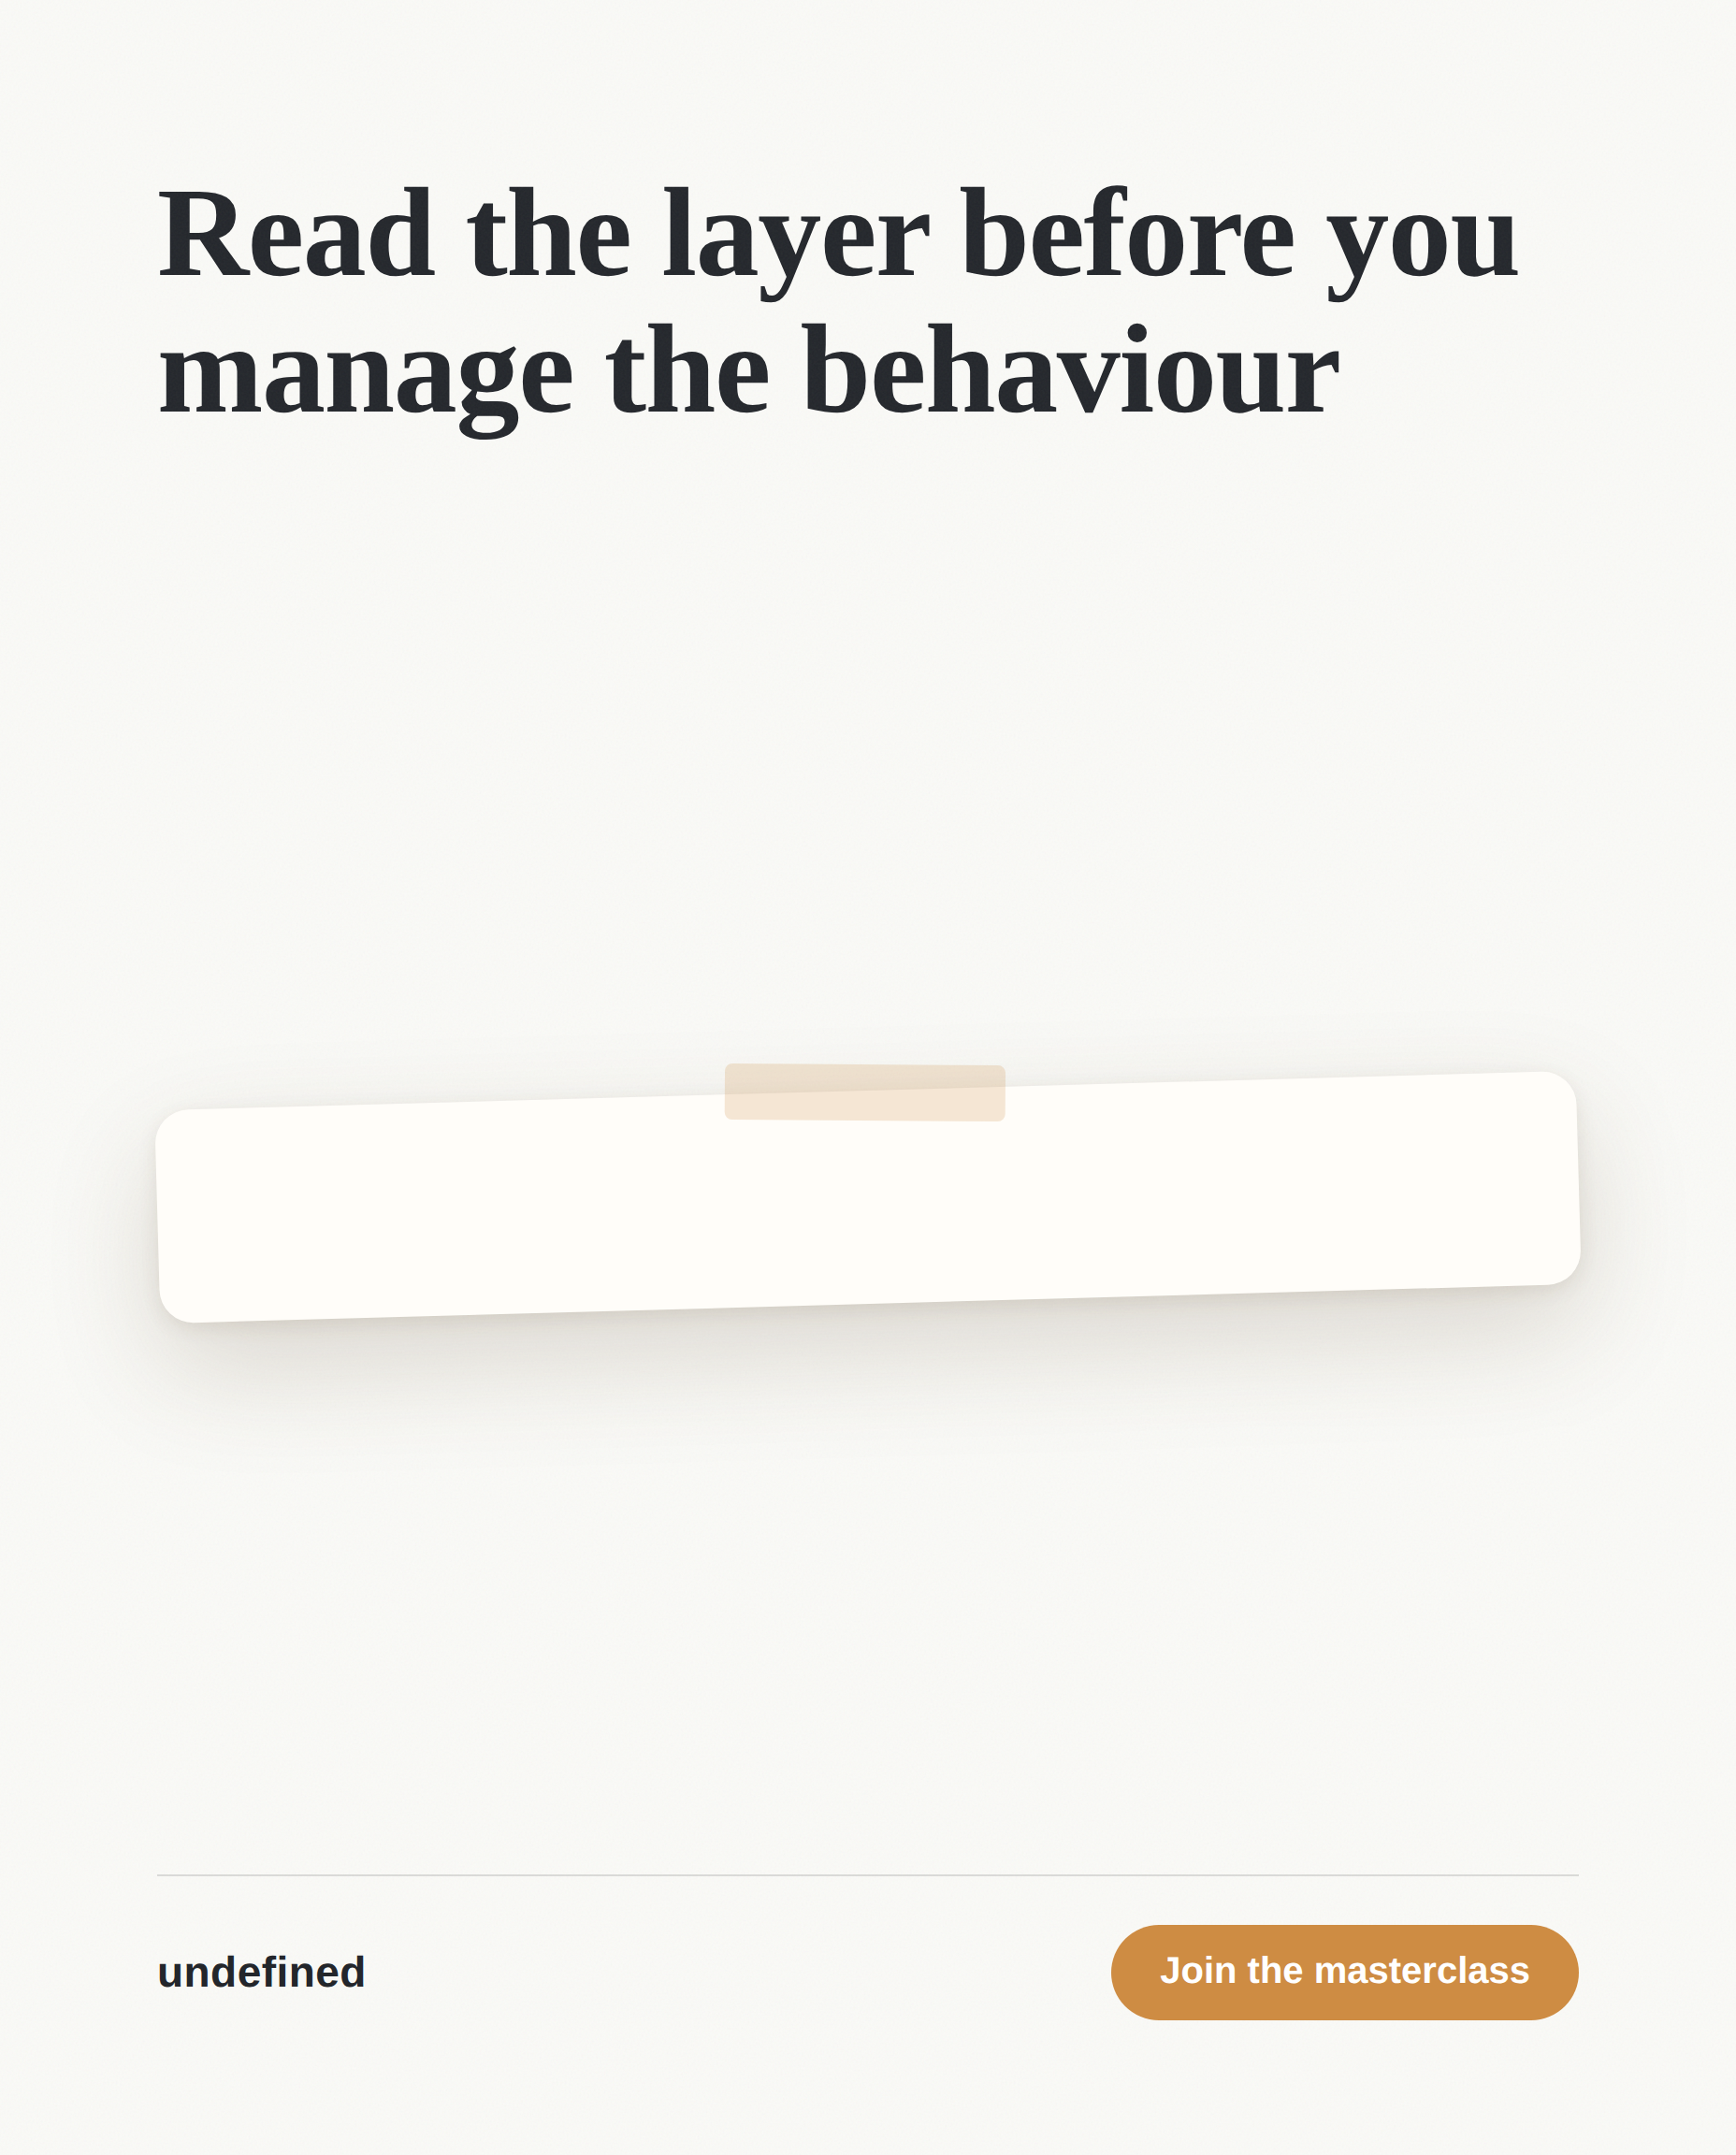 Read the layer before you
manage the behaviour
undefined
Join the masterclass